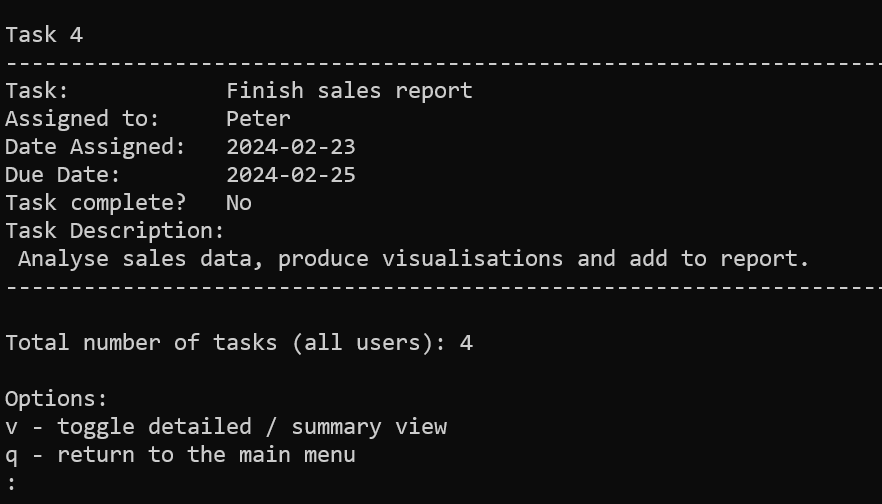 Task 4
--------------------------------------------------------------------
Task:            Finish sales report
Assigned to:     Peter
Date Assigned:   2024-02-23
Due Date:        2024-02-25
Task complete?   No
Task Description:
 Analyse sales data, produce visualisations and add to report.
--------------------------------------------------------------------
Total number of tasks (all users): 4
Options:
v - toggle detailed / summary view
q - return to the main menu
: